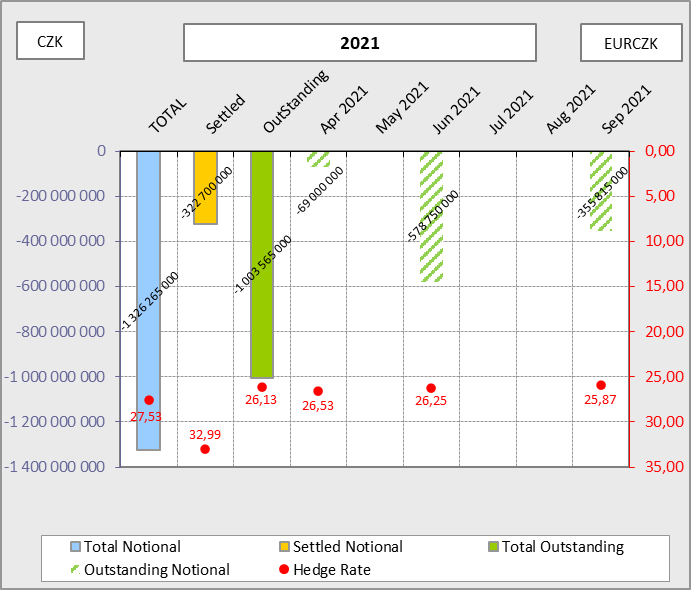 CZK
2021
EURCZK
TOTAL
Settled
OutStanding
Apr 2021
May 2021
Jun 2021
Jul 2021
Aug 2021
Sep 2021
0
-200 000 000
-400 000 000
-600 000 000
-800 000 000
-1 000 000 000
-1 200 000 000
-1 400 000 000
0,00
5,00
10,00
15,00
20,00
25,00
30,00
35,00
-1 326 265 000
-322 700 000
-1 003 565 000
-69 000 000
-578 750 000
-355 815 000
27,53
32,99
26,13
26,53
26,25
25,87
Total Notional
Settled Notional
Total Outstanding
Outstanding Notional
Hedge Rate